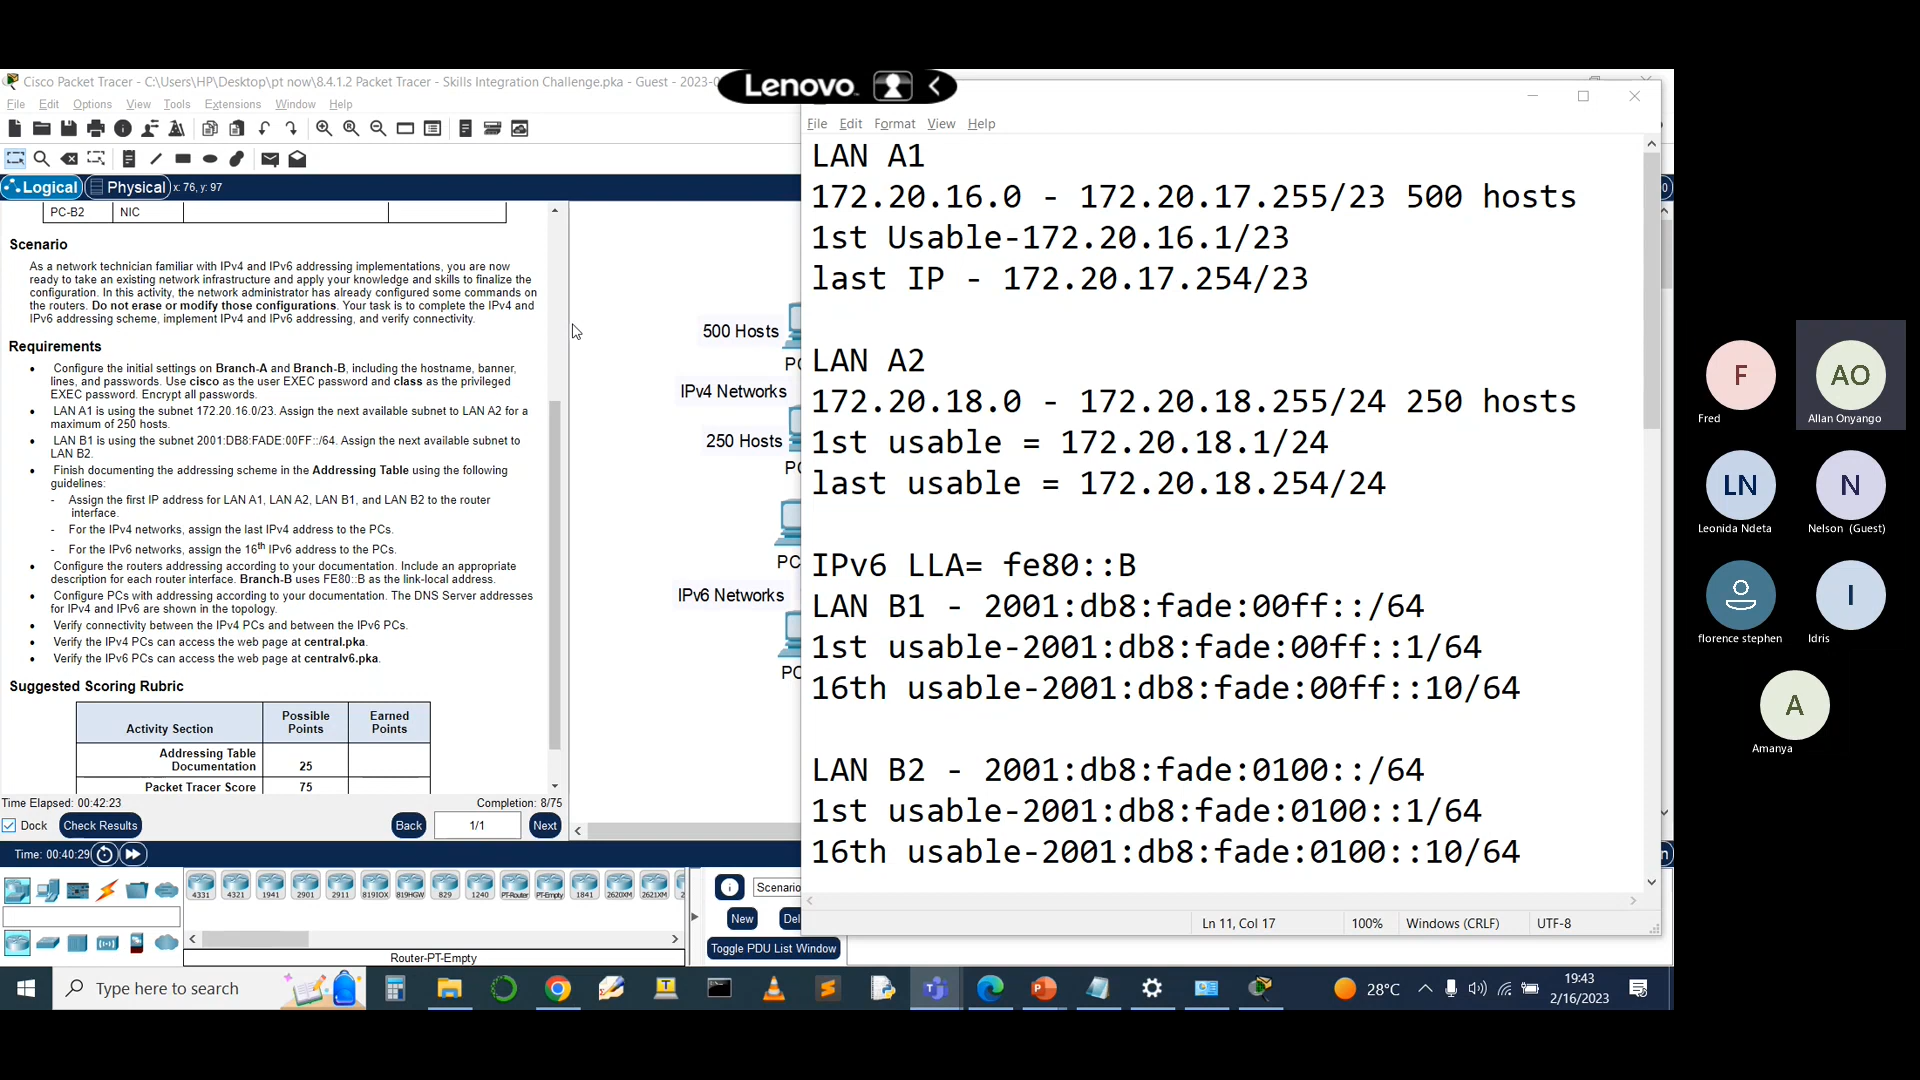 Cisco Packet Tracer - C:\Users\HP\Desktop\pt now\8.4.1.2 Packet Tracer - Skills Integration Challenge.pka - Guest - 2023-0
Lenovo
File Edit Options View Tools Extensions Window Help
Logical Physical x: 76, y: 97
PC-B2 NIC
Scenario
As a network technician familiar with IPv4 and IPv6 addressing implementations, you are now
ready to take an existing network infrastructure and apply your knowledge and skills to finalize the
configuration. In this activity, the network administrator has already configured some commands on
the routers. Do not erase or modify those configurations. Your task is to complete the IPv4 and
IPv6 addressing scheme, implement IPv4 and IPv6 addressing, and verify connectivity.
Requirements
• Configure the initial settings on Branch-A and Branch-B, including the hostname, banner,
lines, and passwords. Use cisco as the user EXEC password and class as the privileged
EXEC password. Encrypt all passwords.
• LAN A1 is using the subnet 172.20.16.0/23. Assign the next available subnet to LAN A2 for a
maximum of 250 hosts.
• LAN B1 is using the subnet 2001:DB8:FADE:00FF::/64. Assign the next available subnet to
LAN B2.
• Finish documenting the addressing scheme in the Addressing Table using the following
guidelines:
- Assign the first IP address for LAN A1, LAN A2, LAN B1, and LAN B2 to the router
interface.
- For the IPv4 networks, assign the last IPv4 address to the PCs.
- For the IPv6 networks, assign the 16th IPv6 address to the PCs.
• Configure the routers addressing according to your documentation. Include an appropriate
description for each router interface. Branch-B uses FE80::B as the link-local address.
• Configure PCs with addressing according to your documentation. The DNS Server addresses
for IPv4 and IPv6 are shown in the topology.
• Verify connectivity between the IPv4 PCs and between the IPv6 PCs.
• Verify the IPv4 PCs can access the web page at central.pka.
• Verify the IPv6 PCs can access the web page at centralv6.pka.
Suggested Scoring Rubric
Activity Section Possible Points Earned Points
Addressing Table Documentation 25
Packet Tracer Score 75
Time Elapsed: 00:42:23 Completion: 8/75
Dock Check Results Back 1/1 Next
Time: 00:40:29
4331 4321 1941 2901 2911 819IOX 819HGW 829 1240 PT-Router PT-Empty 1841 2620XM 2621XM
Router-PT-Empty
Scenario
New Del
Toggle PDU List Window
500 Hosts
PC
IPv4 Networks
250 Hosts
PC
PC
IPv6 Networks
PC
File Edit Format View Help
LAN A1
172.20.16.0 - 172.20.17.255/23 500 hosts
1st Usable-172.20.16.1/23
last IP - 172.20.17.254/23
LAN A2
172.20.18.0 - 172.20.18.255/24 250 hosts
1st usable = 172.20.18.1/24
last usable = 172.20.18.254/24
IPv6 LLA= fe80::B
LAN B1 - 2001:db8:fade:00ff::/64
1st usable-2001:db8:fade:00ff::1/64
16th usable-2001:db8:fade:00ff::10/64
LAN B2 - 2001:db8:fade:0100::/64
1st usable-2001:db8:fade:0100::1/64
16th usable-2001:db8:fade:0100::10/64
Ln 11, Col 17 100% Windows (CRLF) UTF-8
Type here to search
28°C
19:43
2/16/2023
F AO
Fred Allan Onyango
LN N
Leonida Ndeta Nelson (Guest)
I
florence stephen Idris
A
Amanya